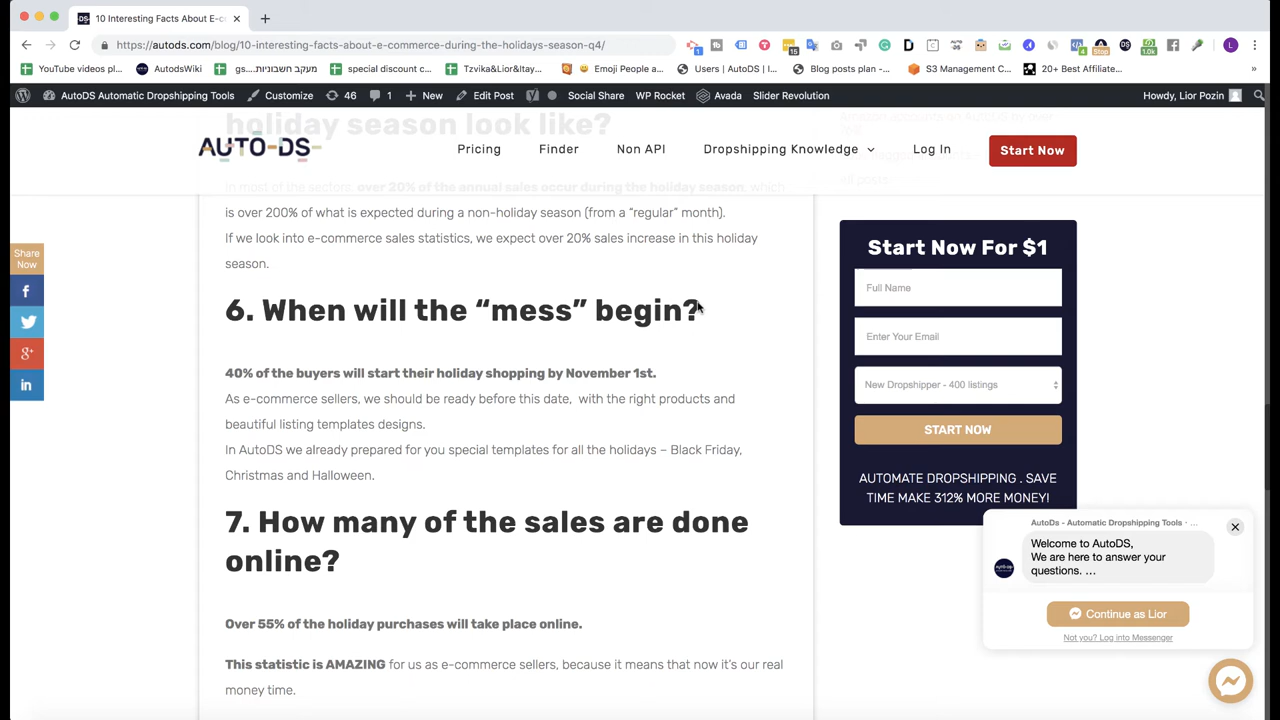 10 Interesting Facts About E-c
https://autods.com/blog/10-interesting-facts-about-e-commerce-during-the-holidays-season-q4/
YouTube videos pl...
AutodsWiki
gs....מעקב חשבוניות
special discount c...
Tzvika&Lior&Itay...
Emoji People a...
Users | AutoDS | I...
Blog posts plan -...
S3 Management C...
20+ Best Affiliate...
»
AutoDS Automatic Dropshipping Tools
Customize
46
1
New
Edit Post
Social Share
WP Rocket
Avada
Slider Revolution
Howdy, Lior Pozin
holiday season look like?
AUTO-DS
Pricing
Finder
Non API
Dropshipping Knowledge
Log In
Start Now
In most of the sectors, over 20% of the annual sales occur during the holiday season, which
is over 200% of what is expected during a non-holiday season (from a “regular” month).
If we look into e-commerce sales statistics, we expect over 20% sales increase in this holiday
season.
6. When will the “mess” begin?
40% of the buyers will start their holiday shopping by November 1st.
As e-commerce sellers, we should be ready before this date, with the right products and
beautiful listing templates designs.
In AutoDS we already prepared for you special templates for all the holidays – Black Friday,
Christmas and Halloween.
7. How many of the sales are done
online?
Over 55% of the holiday purchases will take place online.
This statistic is AMAZING for us as e-commerce sellers, because it means that now it's our real
money time.
Share
Now
Start Now For $1
Full Name
Enter Your Email
New Dropshipper - 400 listings
START NOW
AUTOMATE DROPSHIPPING . SAVE
TIME MAKE 312% MORE MONEY!
AutoDs - Automatic Dropshipping Tools · ...
Welcome to AutoDS,
We are here to answer your
questions. ...
Continue as Lior
Not you? Log into Messenger